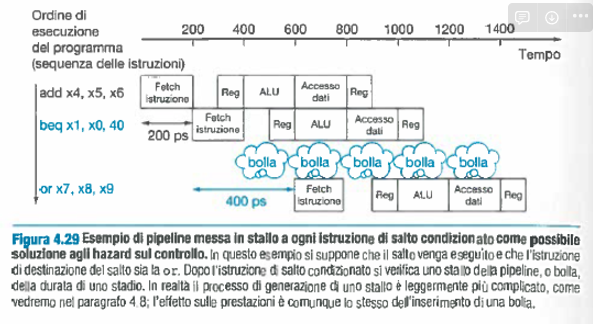 Ordine di
esecuzione
del programma
(sequenza delle istruzioni)
200 400 600 800 1000 1200 1400
Tempo
add x4, x5, x6
Fetch istruzione Reg ALU Accesso dati Reg
beq x1, x0, 40
200 ps
Fetch istruzione Reg ALU Accesso dati Reg
bolla bolla bolla bolla bolla
or x7, x8, x9
400 ps
Fetch istruzione Reg ALU Accesso dati Reg
Figura 4.29 Esempio di pipeline messa in stallo a ogni istruzione di salto condizionato come possibile
soluzione agli hazard sul controllo. In questo esempio si suppone che il salto venga eseguito e che l'istruzione
di destinazione del salto sia la or. Dopo l'istruzione di salto condizionato si verifica uno stallo della pipeline, o bolla,
della durata di uno stadio. In realtà il processo di generazione di uno stallo è leggermente più complicato, come
vedremo nel paragrafo 4.8; l'effetto sulle prestazioni è comunque lo stesso dell'inserimento di una bolla.